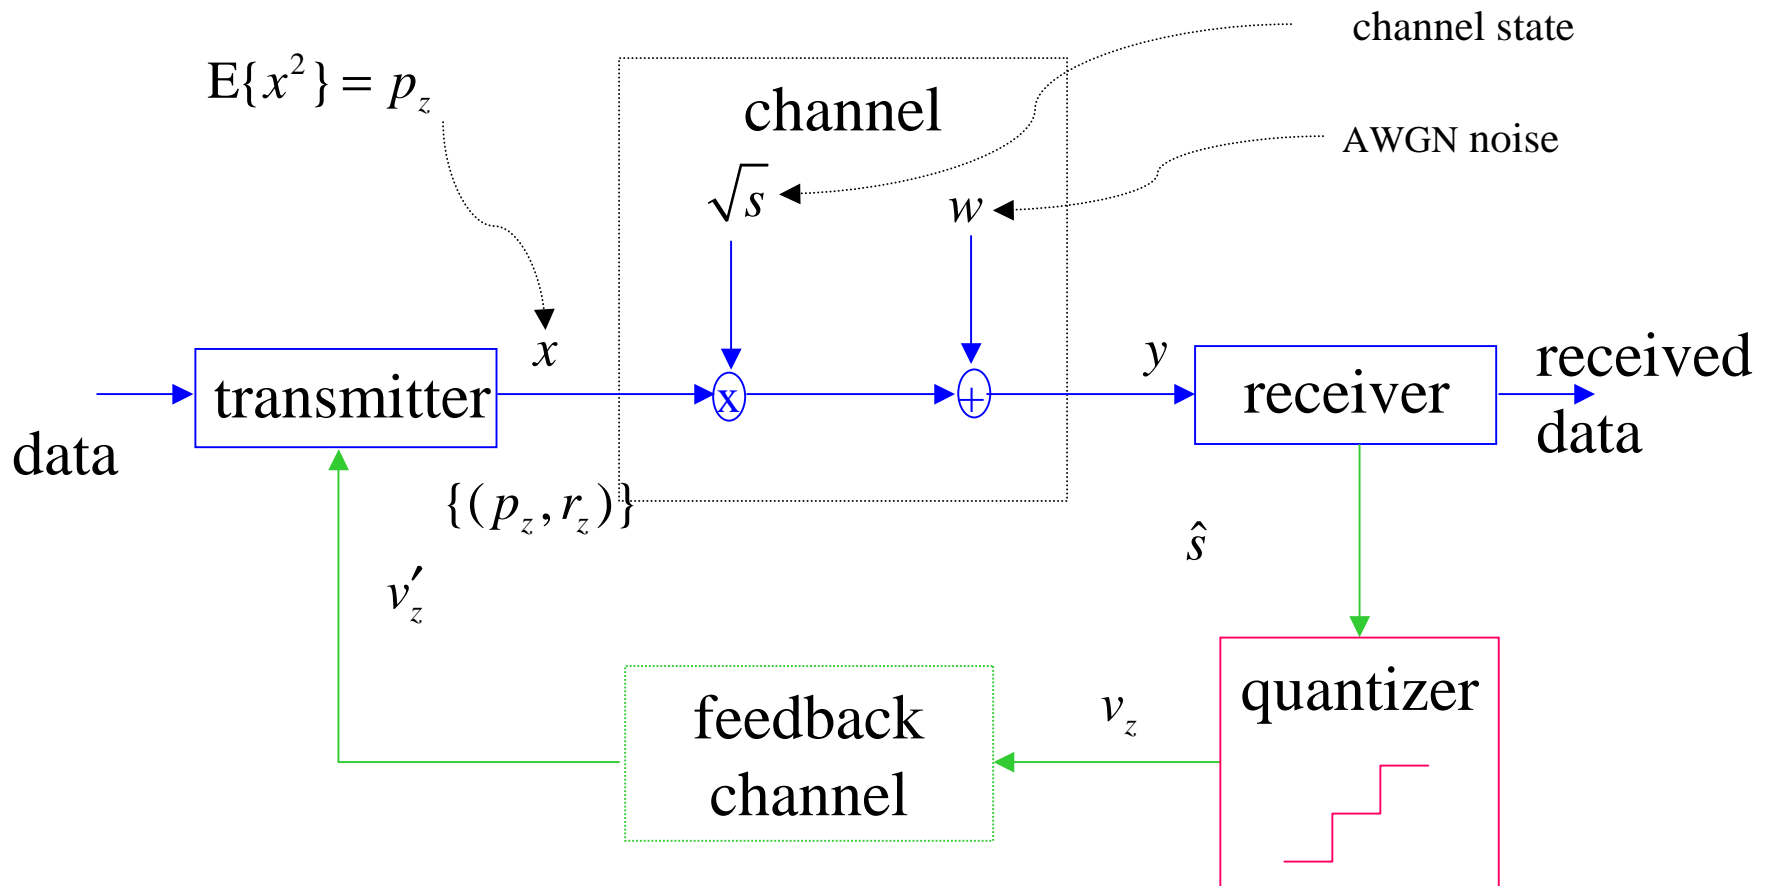 channel state
E{x²} = p_z
channel
AWGN noise
√s
w
x
y
transmitter
x
+
receiver
received
data
data
{(p_z, r_z)}
ŝ
v′_z
quantizer
feedback
channel
v_z